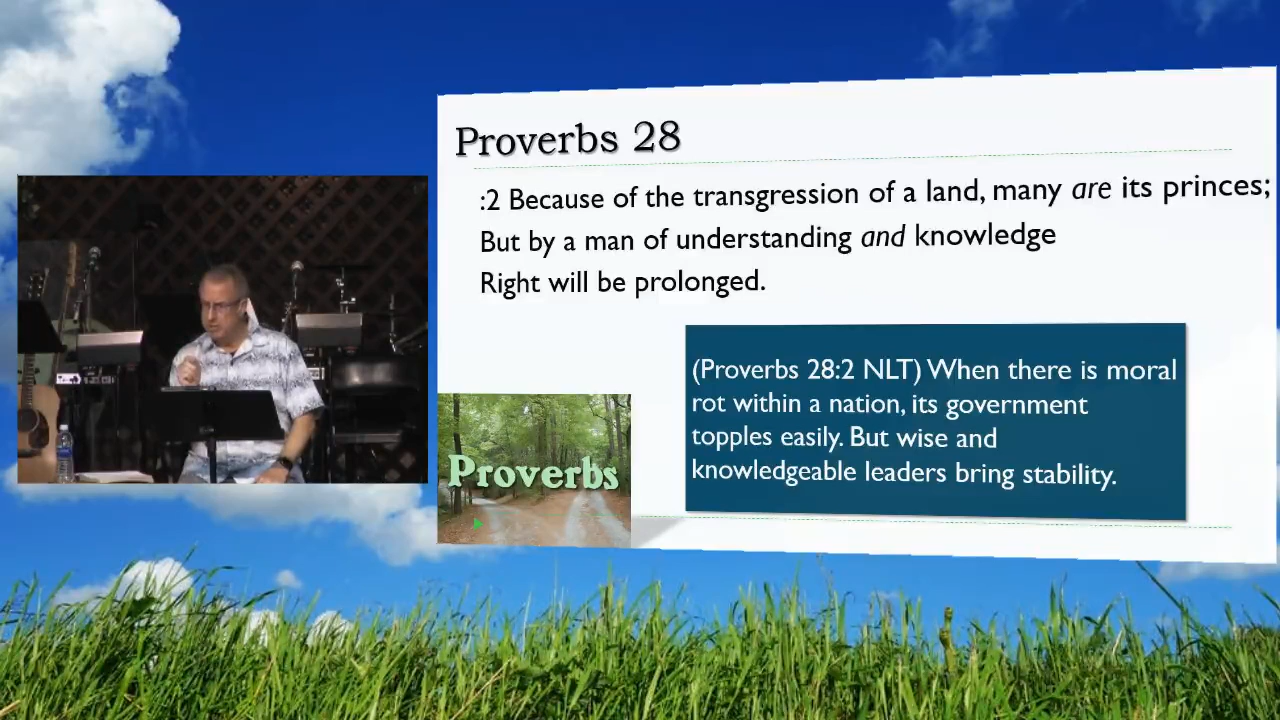 Proverbs 28
:2 Because of the transgression of a land, many are its princes;
But by a man of understanding and knowledge
Right will be prolonged.
(Proverbs 28:2 NLT) When there is moral
rot within a nation, its government
topples easily. But wise and
knowledgeable leaders bring stability.
Proverbs